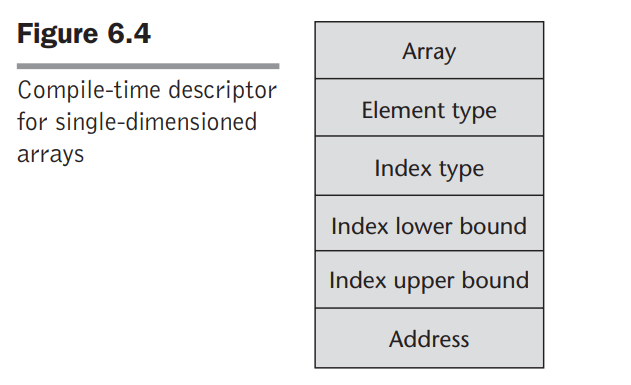 Figure 6.4
Compile-time descriptor
for single-dimensioned
arrays
Array
Element type
Index type
Index lower bound
Index upper bound
Address